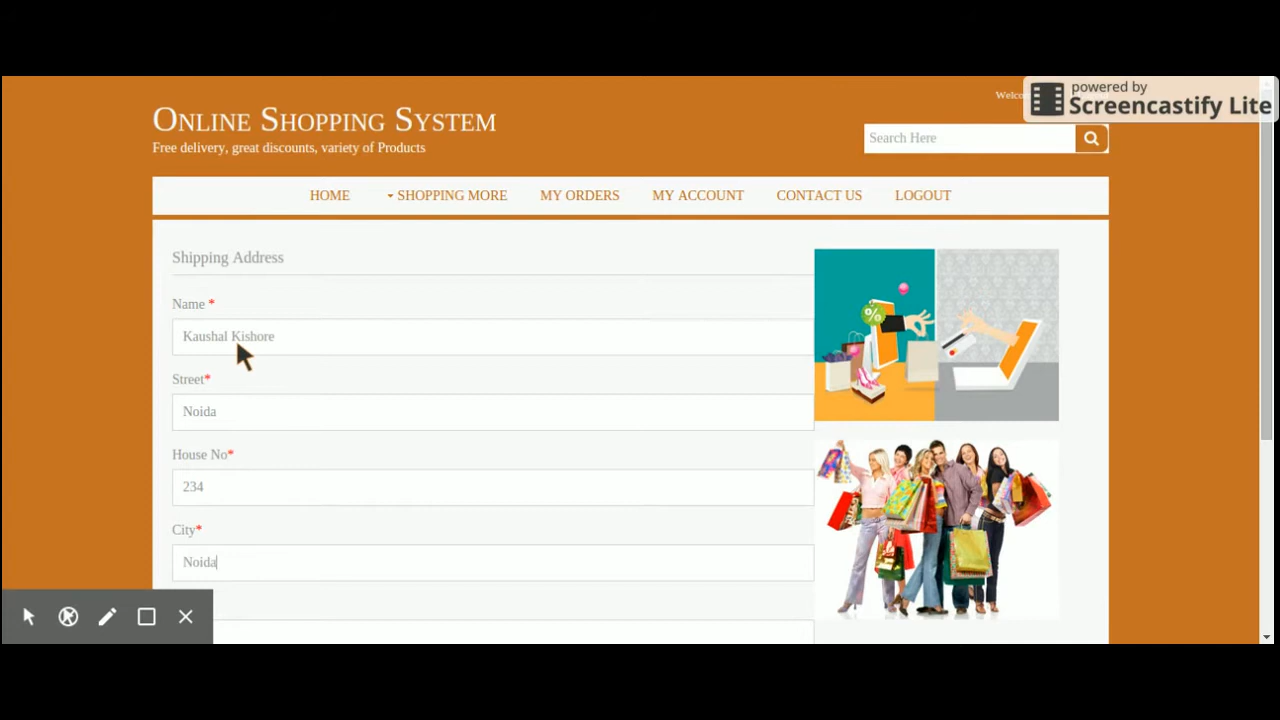 powered by
Screencastify Lite
Welco
ONLINE SHOPPING SYSTEM
Free delivery, great discounts, variety of Products
Search Here
HOME SHOPPING MORE MY ORDERS MY ACCOUNT CONTACT US LOGOUT
Shipping Address
Name *
Kaushal Kishore
Street*
Noida
House No*
234
City*
Noida
%